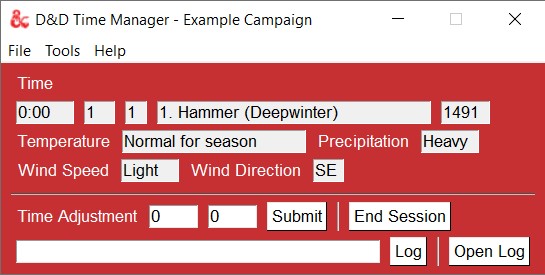 D&D Time Manager - Example Campaign
File Tools Help
Time
0:00 1 1 1. Hammer (Deepwinter) 1491
Temperature Normal for season Precipitation Heavy
Wind Speed Light Wind Direction SE
Time Adjustment 0 0 Submit End Session
Log Open Log